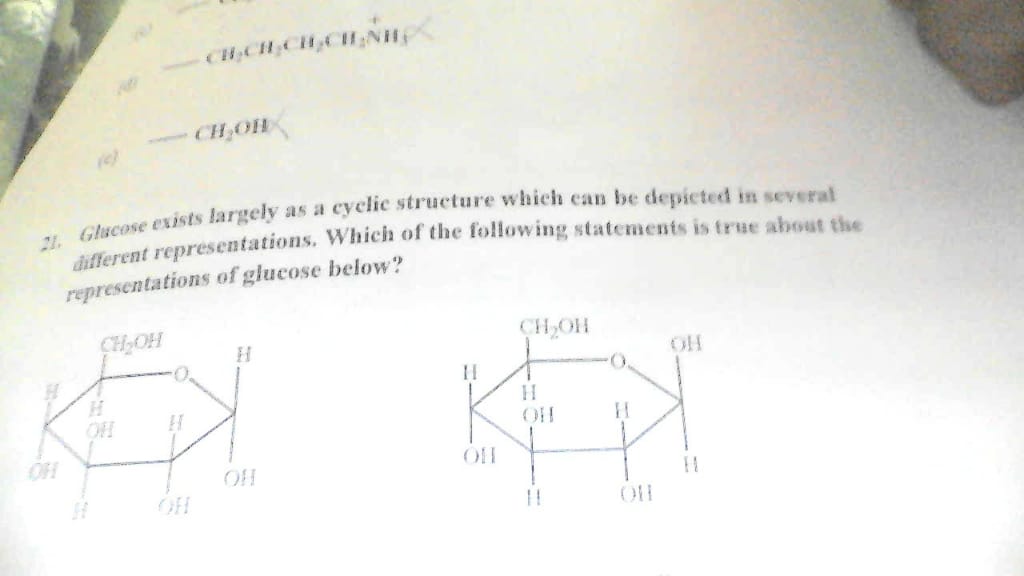 CH₂CH₂CH₂CH₂N⁺H₃
(d)
CH₂OH
(e)
21. Glucose exists largely as a cyclic structure which can be depicted in several
different representations. Which of the following statements is true about the
representations of glucose below?
CH₂OH
H
O
H
H
OH
H
OH
OH
H
OH
CH₂OH
OH
H
O
H
OH
H
OH
H
H
OH